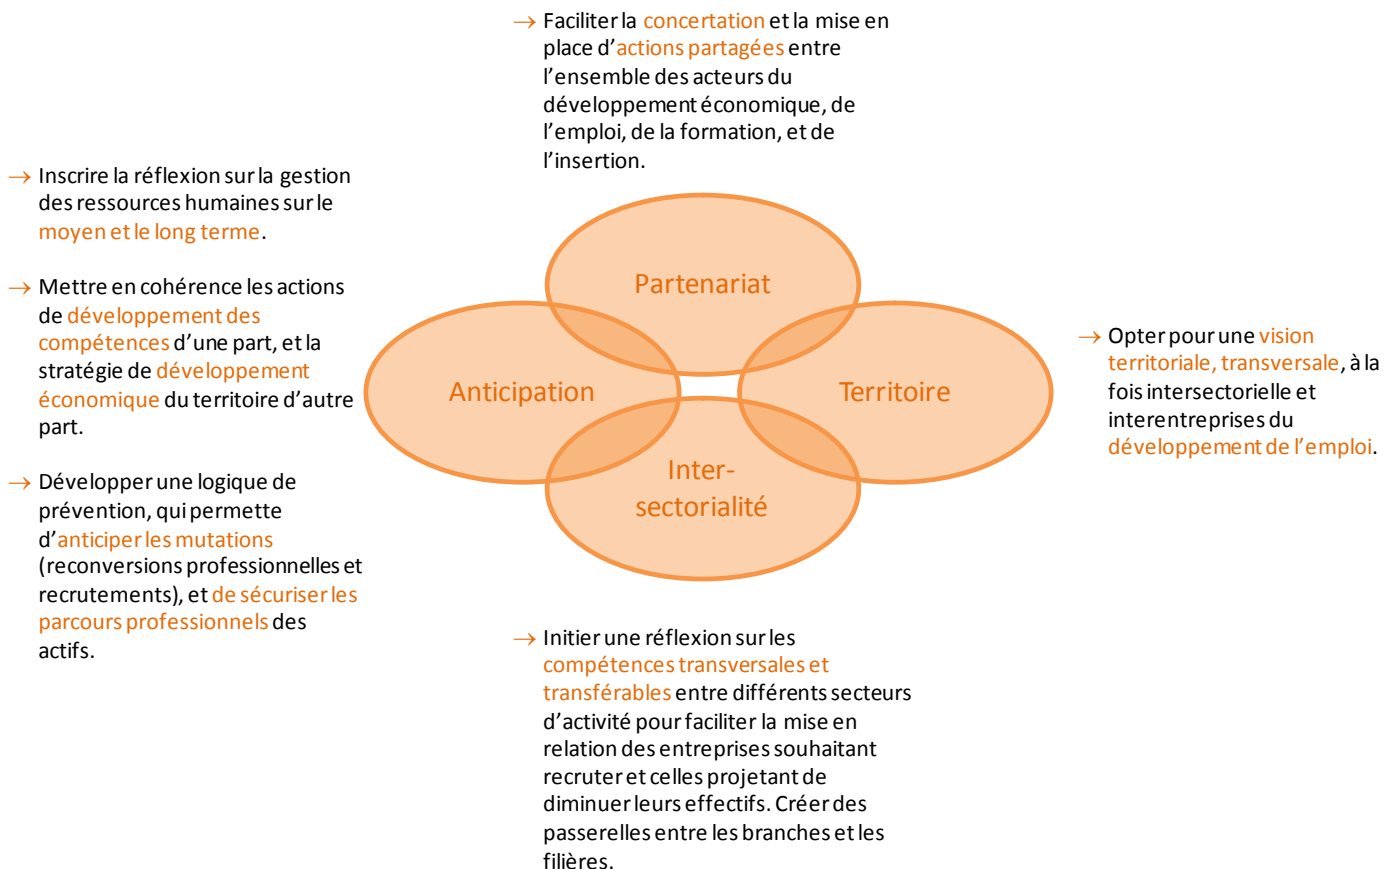 → Faciliter la concertation et la mise en
place d’actions partagées entre
l’ensemble des acteurs du
développement économique, de
l’emploi, de la formation, et de
l’insertion.
→ Inscrire la réflexion sur la gestion
des ressources humaines sur le
moyen et le long terme.
→ Mettre en cohérence les actions
de développement des
compétences d’une part, et la
stratégie de développement
économique du territoire d’autre
part.
→ Développer une logique de
prévention, qui permette
d’anticiper les mutations
(reconversions professionnelles et
recrutements), et de sécuriser les
parcours professionnels des
actifs.
Partenariat
Anticipation
Territoire
Inter-
sectorialité
→ Opter pour une vision
territoriale, transversale, à la
fois intersectorielle et
interentreprises du
développement de l’emploi.
→ Initier une réflexion sur les
compétences transversales et
transférables entre différents secteurs
d’activité pour faciliter la mise en
relation des entreprises souhaitant
recruter et celles projetant de
diminuer leurs effectifs. Créer des
passerelles entre les branches et les
filières.